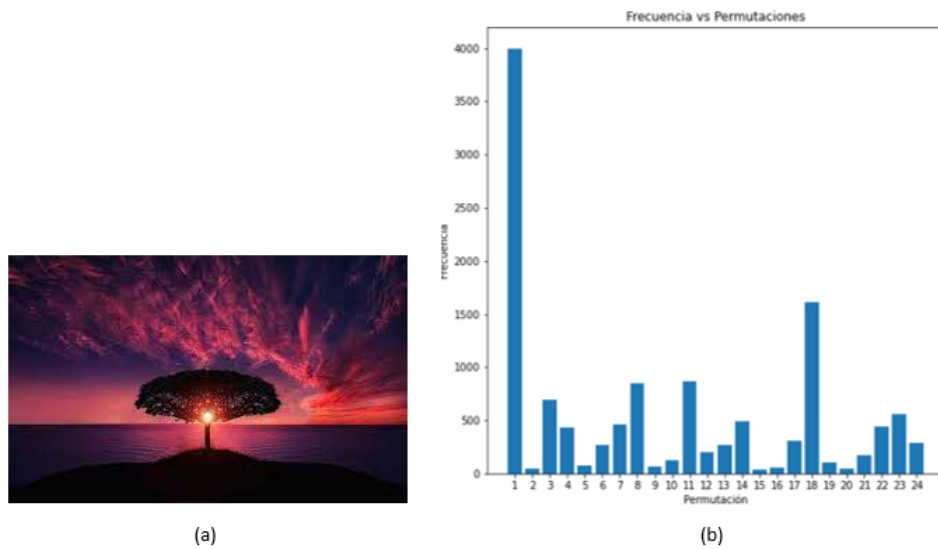 Frecuencia vs Permutaciones
4000
3500
3000
2500
2000
1500
1000
500
0
Frecuencia
1 2 3 4 5 6 7 8 9 10 11 12 13 14 15 16 17 18 19 20 21 22 23 24
Permutación
(a)
(b)